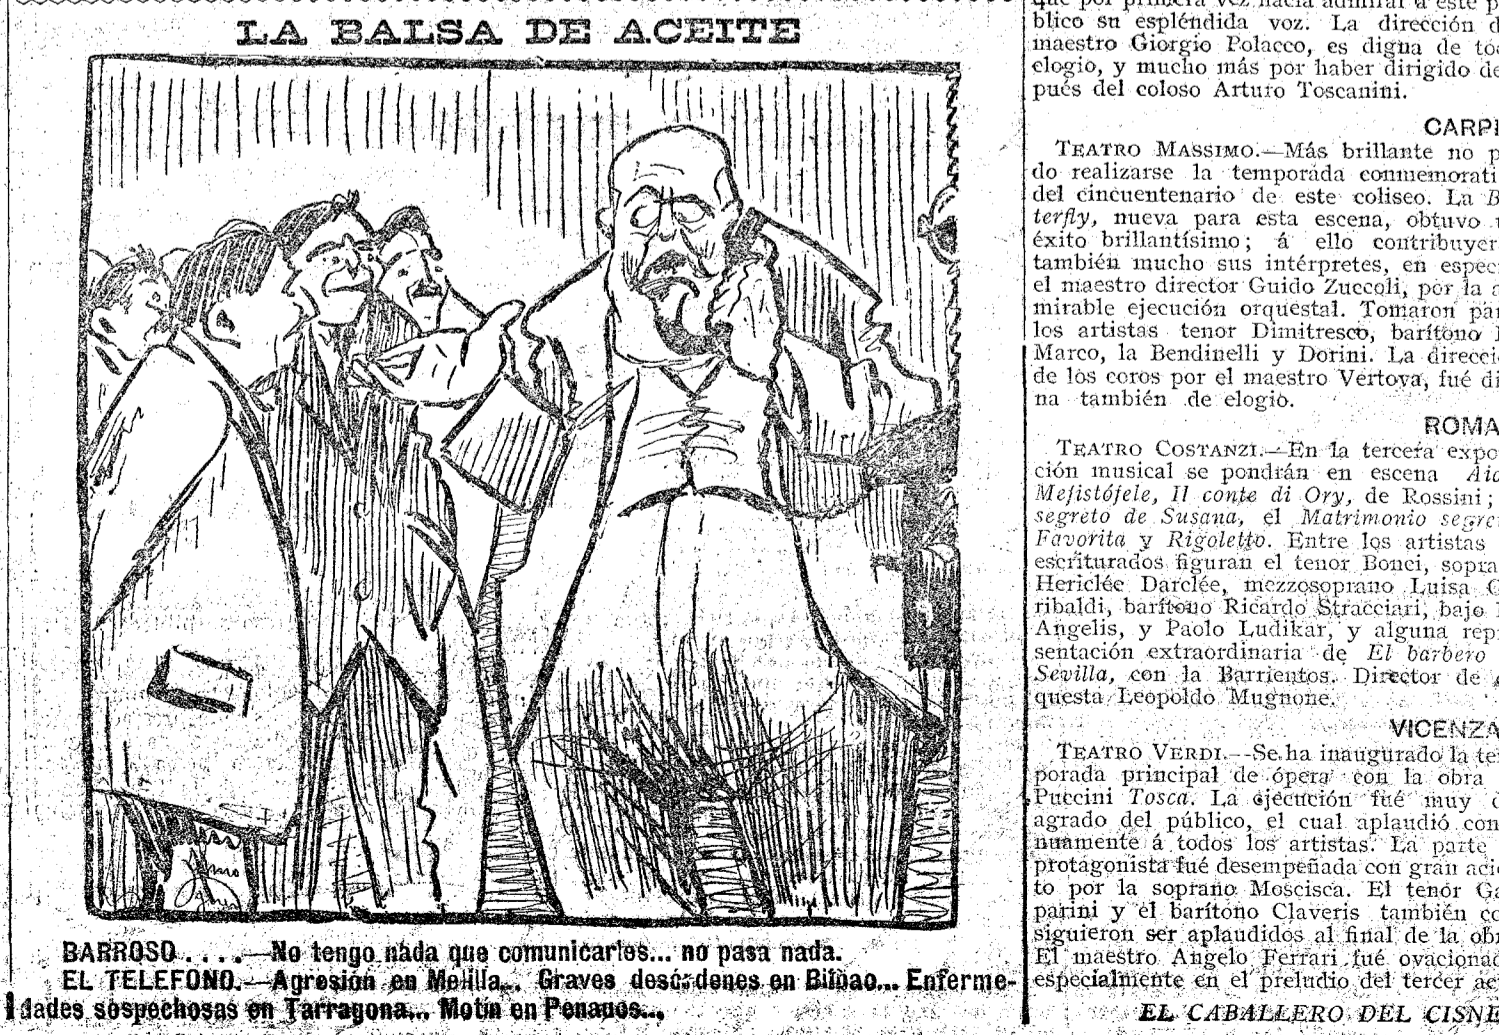 LA BALSA DE ACEITE
BARROSO....—No tengo nada que comunicarles... no pasa nada.
EL TELEFONO.—Agresión en Melilla... Graves desórdenes en Bilbao... Enferme-
dades sospechosas en Tarragona... Motín en Penauos...
que por primera vez hacía admirar á este p
blico su espléndida voz. La dirección d
maestro Giorgio Polacco, es digna de to
elogio, y mucho más por haber dirigido de
pués del coloso Arturo Toscanini.
CARPI
TEATRO MASSIMO.—Más brillante no p
do realizarse la temporada conmemorati
del cincuentenario de este coliseo. La B
terfly, nueva para esta escena, obtuvo
éxito brillantísimo; á ello contribuyer
también mucho sus intérpretes, en espec
el maestro director Guido Zuccoli, por la a
mirable ejecución orquestal. Tomaron par
los artistas tenor Dimitresco, barítono
Marco, la Bendinelli y Dorini. La direcci
de los coros por el maestro Vertova, fué di
na también de elogio.
ROMA
TEATRO COSTANZI.—En la tercera expo
ción musical se pondrán en escena Aid
Mefistófele, Il conte di Ory, de Rossini;
segreto de Susana, el Matrimonio segre
Favorita y Rigoletto. Entre los artistas
escriturados figuran el tenor Bonci, sopra
Hericlée Darclée, mezzosoprano Luisa G
ribaldi, barítono Ricardo Stracciari, bajo
Angelis, y Paolo Ludikar, y alguna rep
sentación extraordinaria de El barbero
Sevilla, con la Barrientos. Director de
questa Leopoldo Mugnone.
VICENZA
TEATRO VERDI.—Se ha inaugurado la te
porada principal de ópera con la obra
Puccini Tosca. La ejecución fué muy d
agrado del público, el cual aplaudió con
nuamente á todos los artistas. La parte
protagonista fué desempeñada con gran aci
to por la soprano Moscisca. El tenor Ga
parini y el barítono Claveris también co
siguieron ser aplaudidos al final de la ob
El maestro Angelo Ferrari fué ovacionad
especialmente en el preludio del tercer ac
EL CABALLERO DEL CISNE